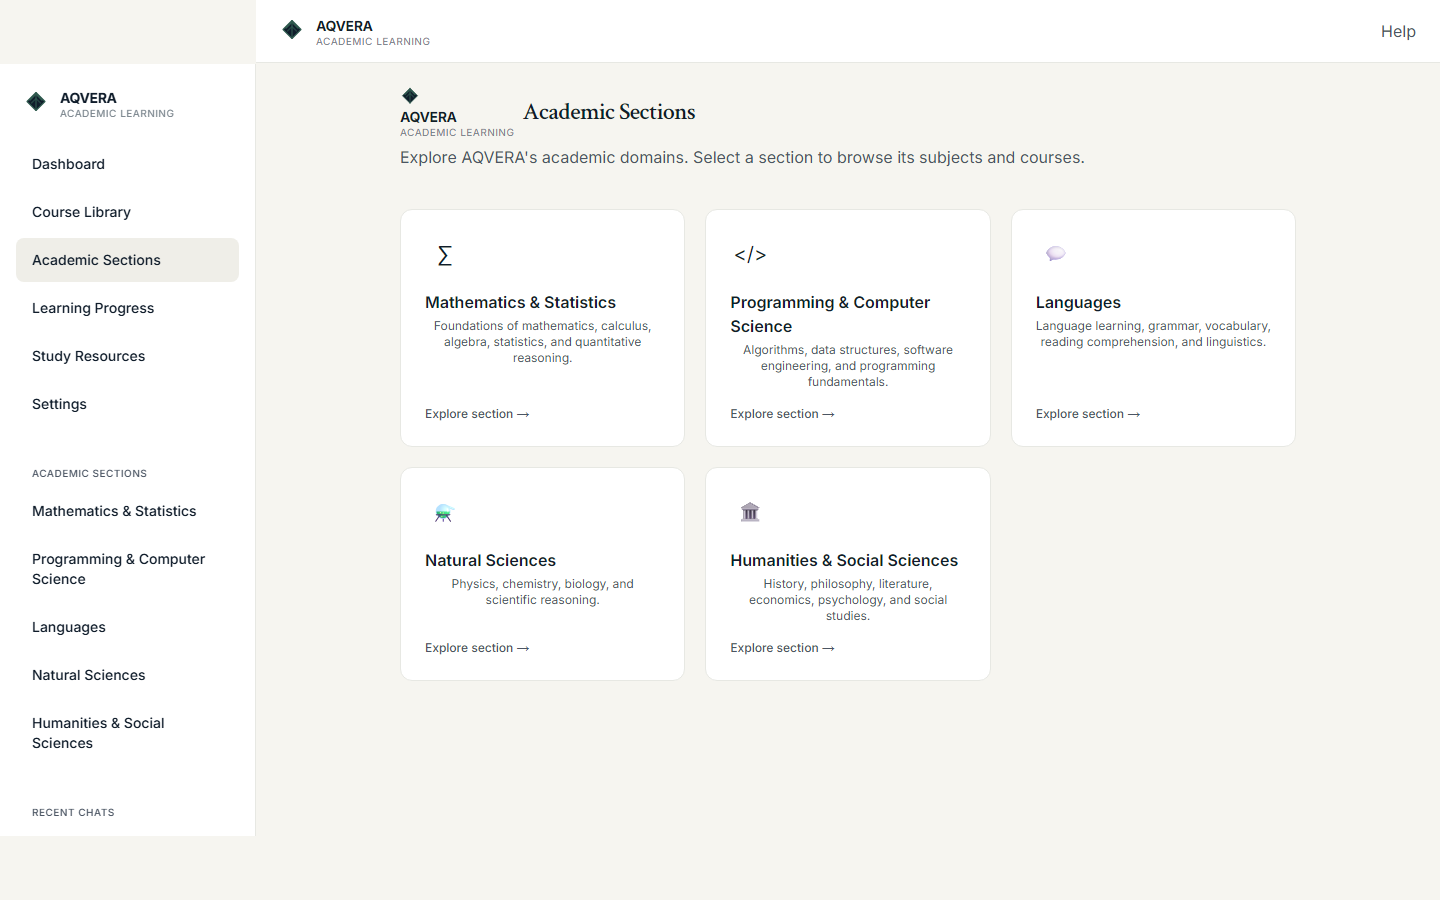 AQVERA
ACADEMIC LEARNING
Help
AQVERA
ACADEMIC LEARNING
Dashboard
Course Library
Academic Sections
Learning Progress
Study Resources
Settings
ACADEMIC SECTIONS
Mathematics & Statistics
Programming & Computer
Science
Languages
Natural Sciences
Humanities & Social
Sciences
RECENT CHATS
AQVERA
ACADEMIC LEARNING
Academic Sections
Explore AQVERA's academic domains. Select a section to browse its subjects and courses.
∑
Mathematics & Statistics
Foundations of mathematics, calculus,
algebra, statistics, and quantitative
reasoning.
Explore section →
</>
Programming & Computer
Science
Algorithms, data structures, software
engineering, and programming
fundamentals.
Explore section →
Languages
Language learning, grammar, vocabulary,
reading comprehension, and linguistics.
Explore section →
Natural Sciences
Physics, chemistry, biology, and
scientific reasoning.
Explore section →
Humanities & Social Sciences
History, philosophy, literature,
economics, psychology, and social
studies.
Explore section →